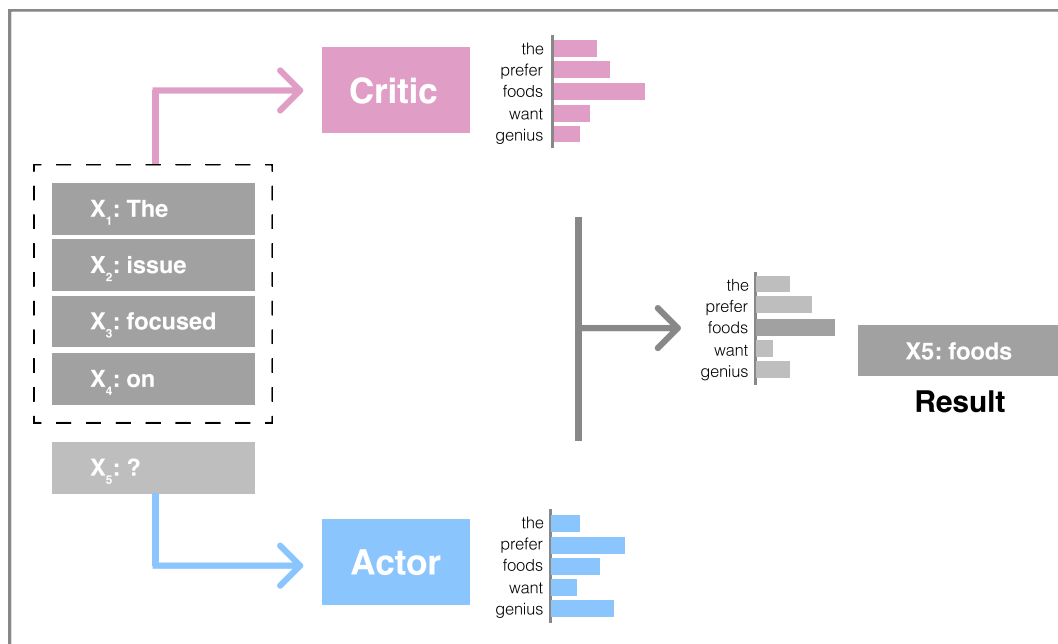 Critic
the
prefer
foods
want
genius
X₁: The
X₂: issue
X₃: focused
X₄: on
X₅: ?
the
prefer
foods
want
genius
X5: foods
Result
Actor
the
prefer
foods
want
genius